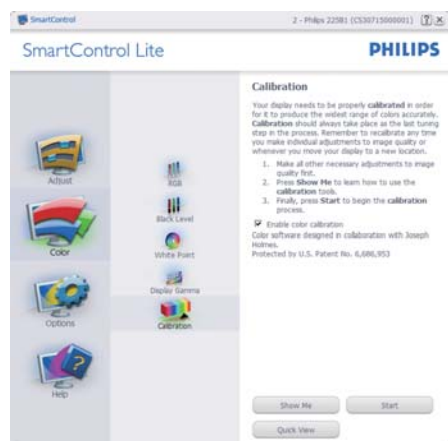 SmartControl
2 - Philips 225B1 (CS30715000001)
SmartControl Lite
PHILIPS
Adjust
Color
Options
Help
RGB
Black Level
White Point
Display Gamma
Calibration
Calibration
Your display needs to be properly calibrated in order
for it to produce the widest range of colors accurately.
Calibration should always take place as the last tuning
step in the process. Remember to recalibrate any time
you make individual adjustments to image quality or
whenever you move your display to a new location.
1. Make all other necessary adjustments to image
quality first.
2. Press Show Me to learn how to use the
calibration tools.
3. Finally, press Start to begin the calibration
process.
Enable color calibration
Color software designed in collaboration with Joseph
Holmes.
Protected by U.S. Patent No. 6,686,953
Show Me
Start
Quick View